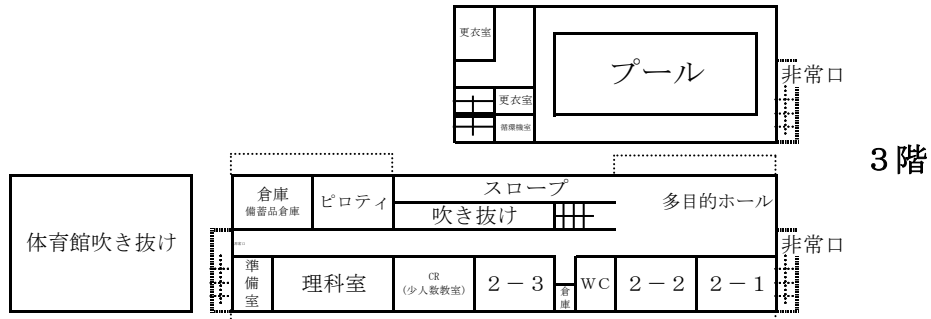 更衣室
プール
非常口
更衣室
循環機室
3階
倉庫
備蓄品倉庫
ピロティ
スロープ
吹き抜け
多目的ホール
体育館吹き抜け
非常口
準備室
理科室
CR
(少人数教室)
2-3
倉庫
WC
2-2
2-1